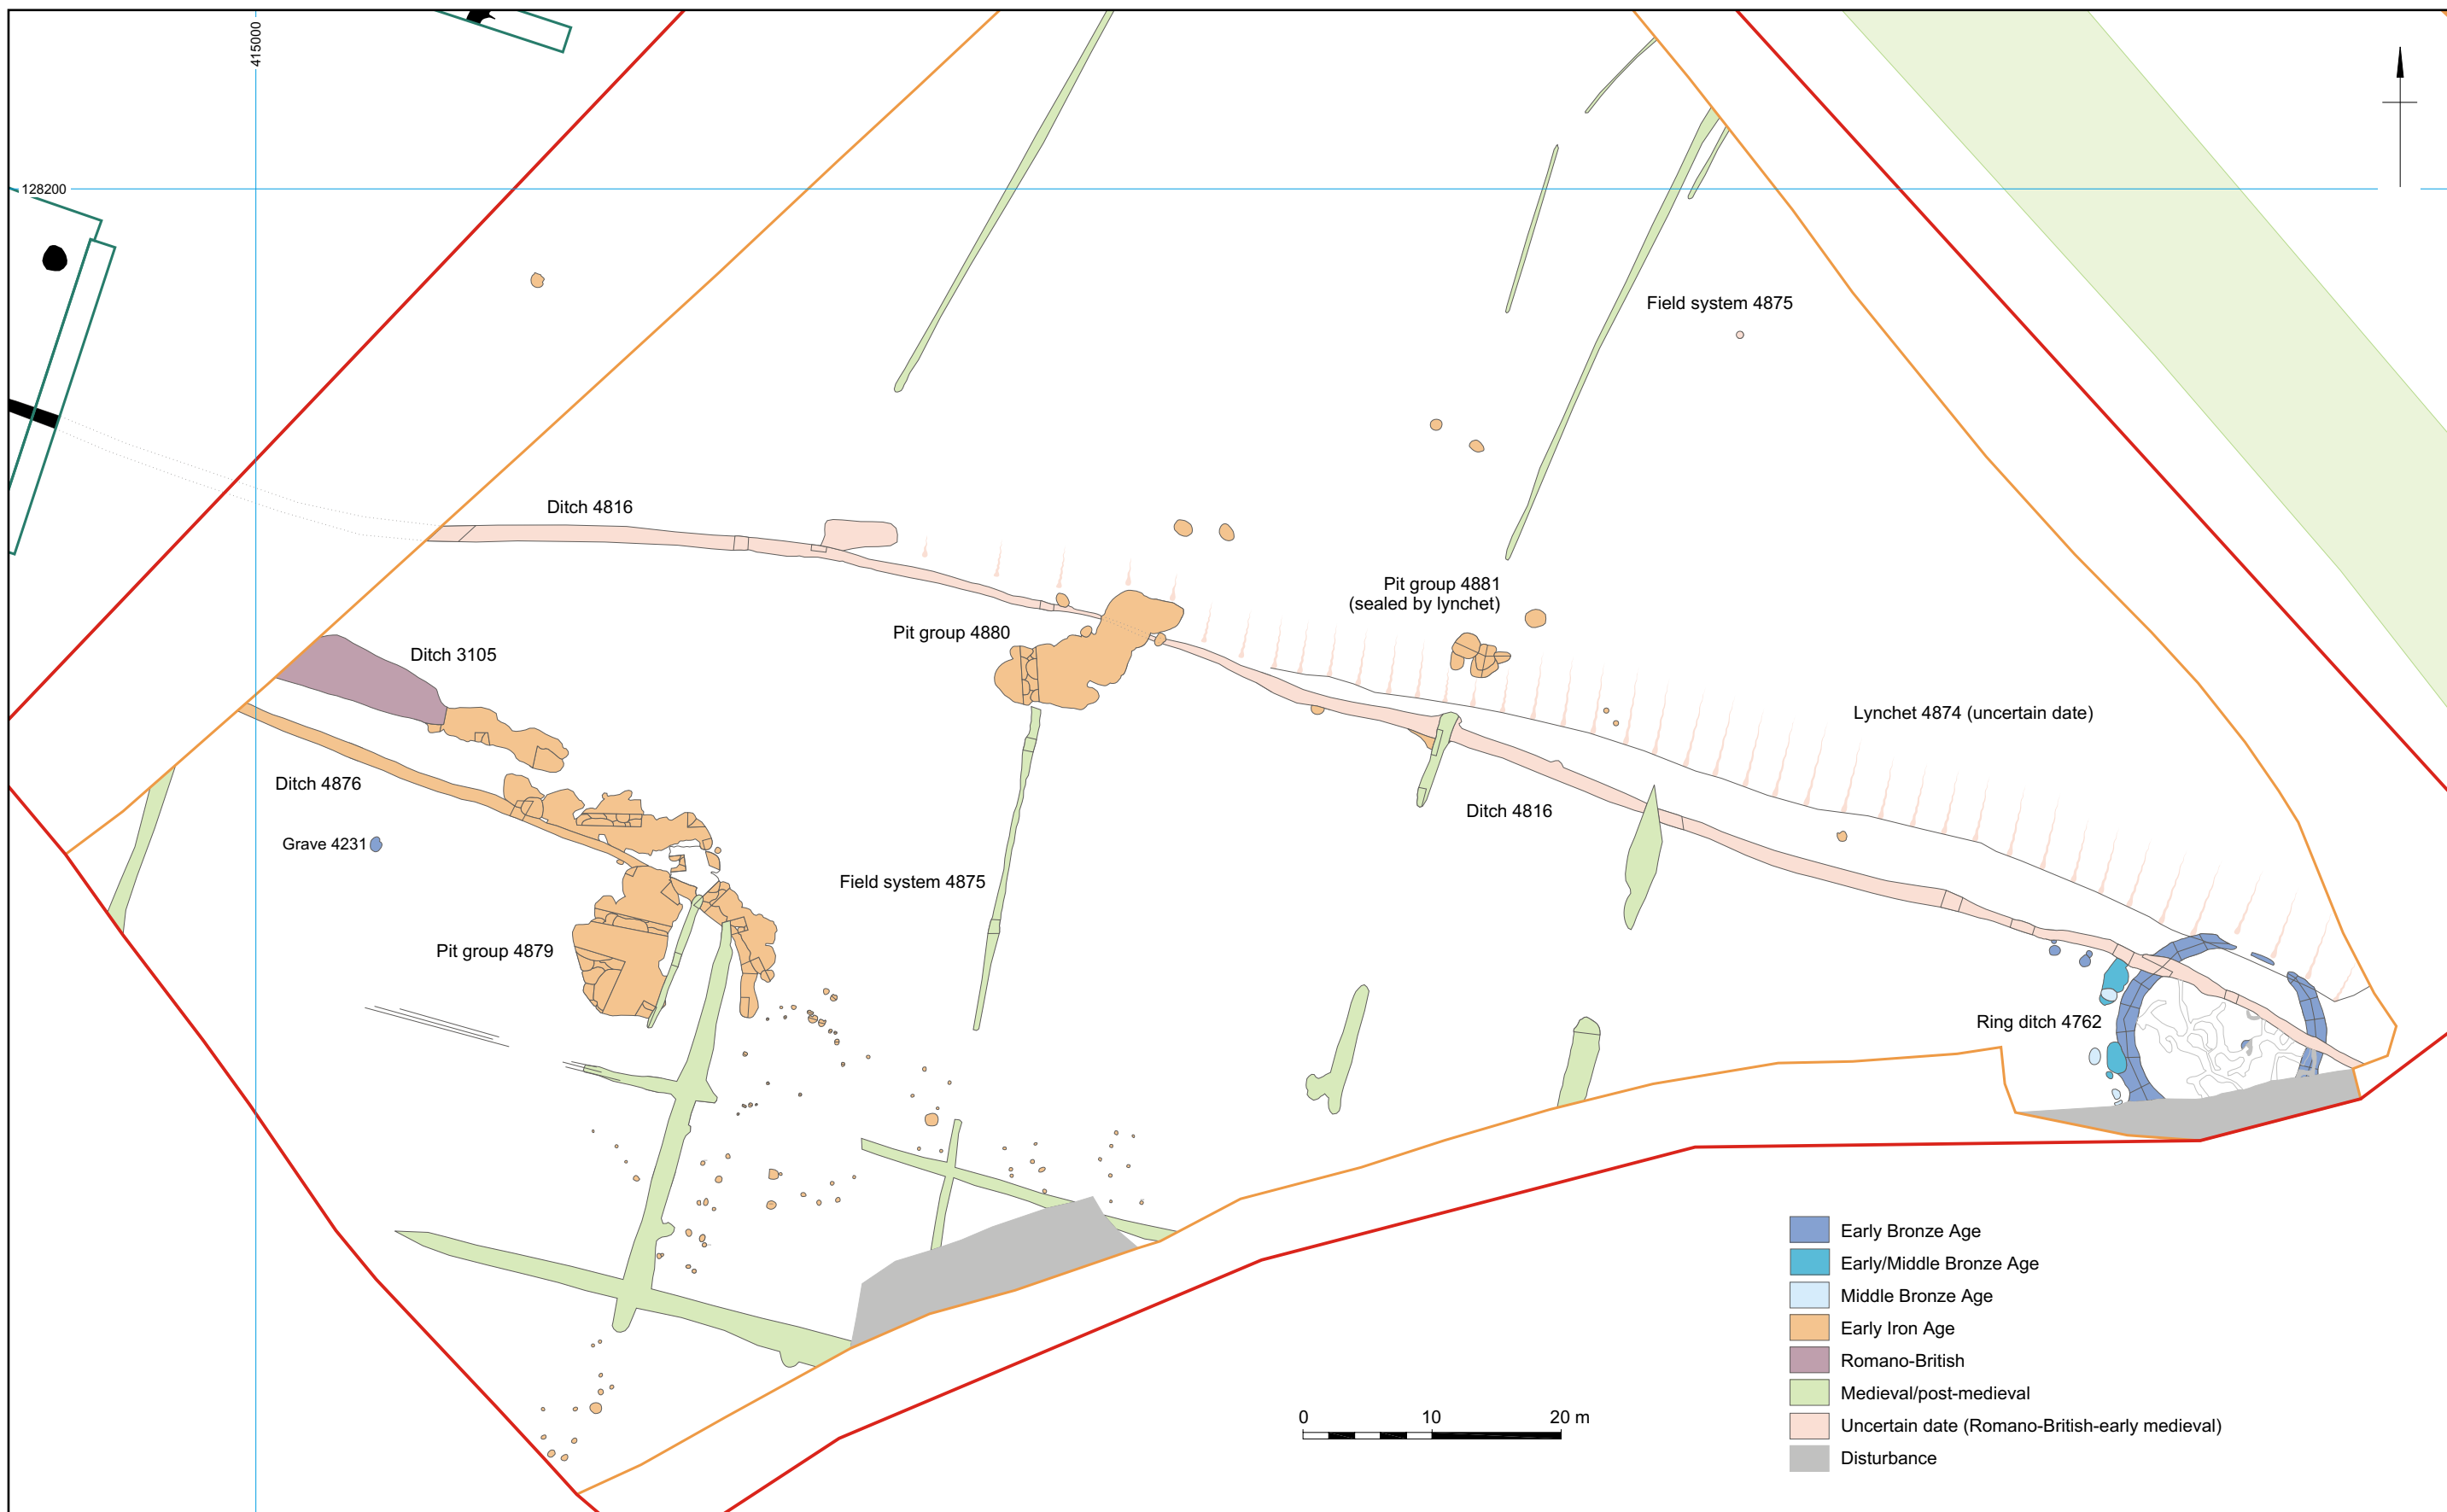 415000
128200
Field system 4875
Ditch 4816
Pit group 4881
(sealed by lynchet)
Pit group 4880
Ditch 3105
Lynchet 4874 (uncertain date)
Ditch 4876
Ditch 4816
Grave 4231
Field system 4875
Pit group 4879
Ring ditch 4762
Early Bronze Age
Early/Middle Bronze Age
Middle Bronze Age
Early Iron Age
Romano-British
Medieval/post-medieval
Uncertain date (Romano-British-early medieval)
Disturbance
0 10 20 m